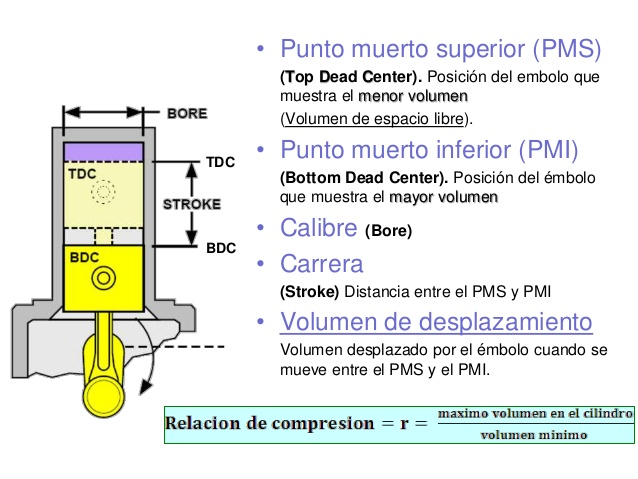 • Punto muerto superior (PMS)
(Top Dead Center). Posición del embolo que
muestra el menor volumen
(Volumen de espacio libre).
• Punto muerto inferior (PMI)
(Bottom Dead Center). Posición del émbolo
que muestra el mayor volumen
• Calibre (Bore)
• Carrera
(Stroke) Distancia entre el PMS y PMI
• Volumen de desplazamiento
Volumen desplazado por el émbolo cuando se
mueve entre el PMS y el PMI.
BORE
TDC
TDC
STROKE
BDC
BDC
Relacion de compresion = r = maximo volumen en el cilindro
volumen minimo